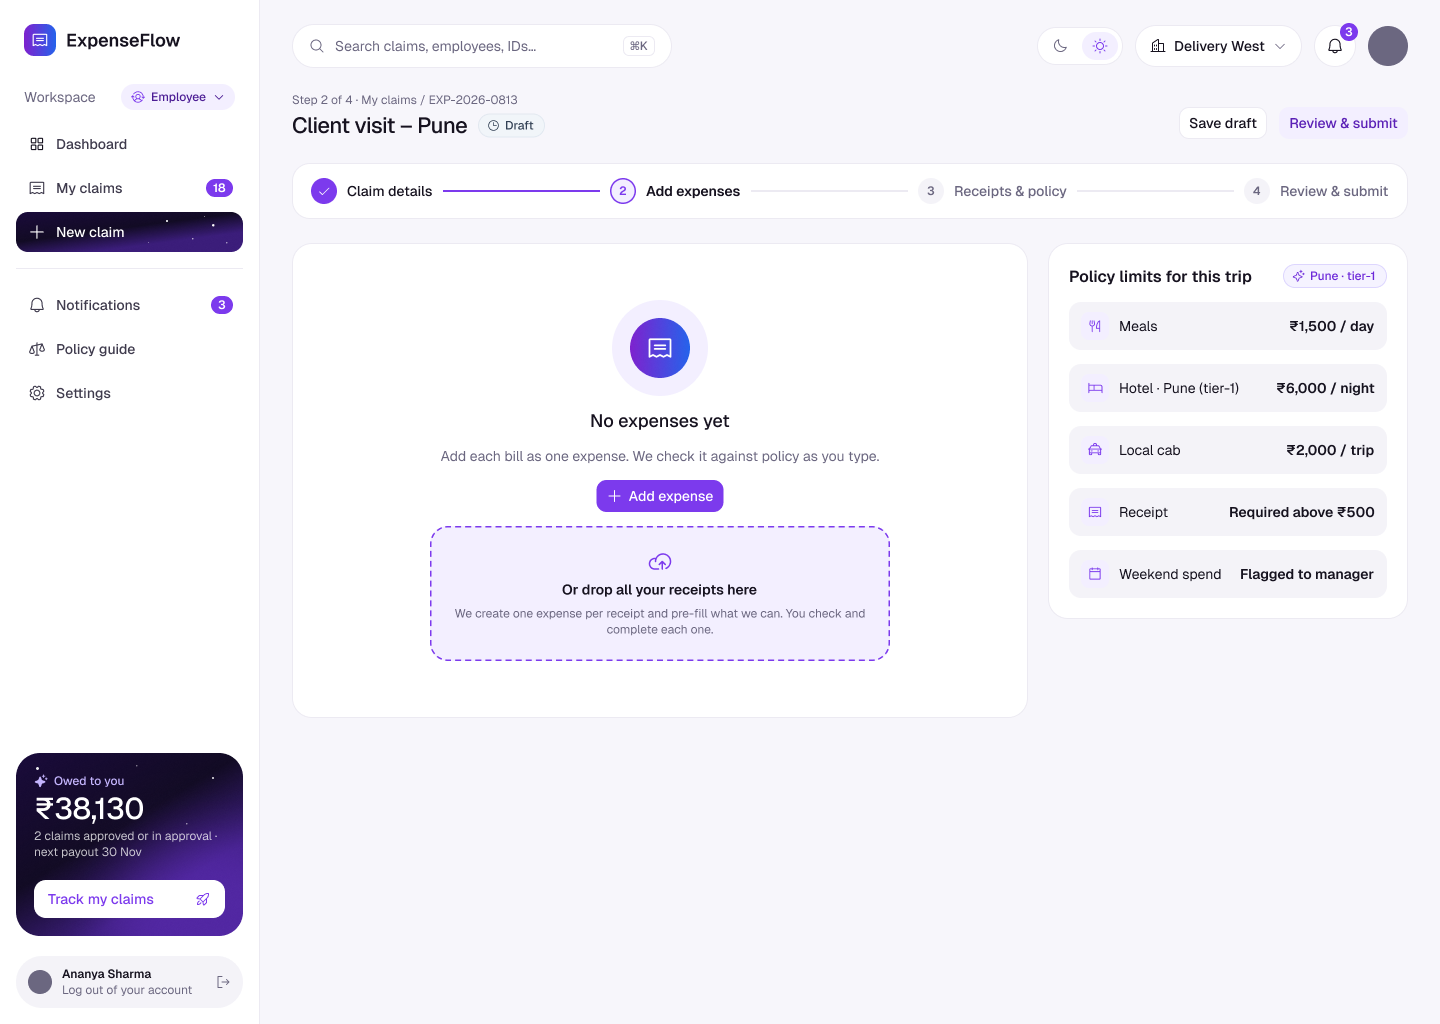 ExpenseFlow
Workspace
Employee
Dashboard
My claims
18
New claim
Notifications
3
Policy guide
Settings
Owed to you
₹38,130
2 claims approved or in approval ·
next payout 30 Nov
Track my claims
Ananya Sharma
Log out of your account
Search claims, employees, IDs...
⌘K
Delivery West
3
Step 2 of 4 · My claims / EXP-2026-0813
Client visit – Pune
Draft
Save draft
Review & submit
Claim details
2
Add expenses
3
Receipts & policy
4
Review & submit
No expenses yet
Add each bill as one expense. We check it against policy as you type.
Add expense
Or drop all your receipts here
We create one expense per receipt and pre-fill what we can. You check and
complete each one.
Policy limits for this trip
Pune · tier-1
Meals
₹1,500 / day
Hotel · Pune (tier-1)
₹6,000 / night
Local cab
₹2,000 / trip
Receipt
Required above ₹500
Weekend spend
Flagged to manager